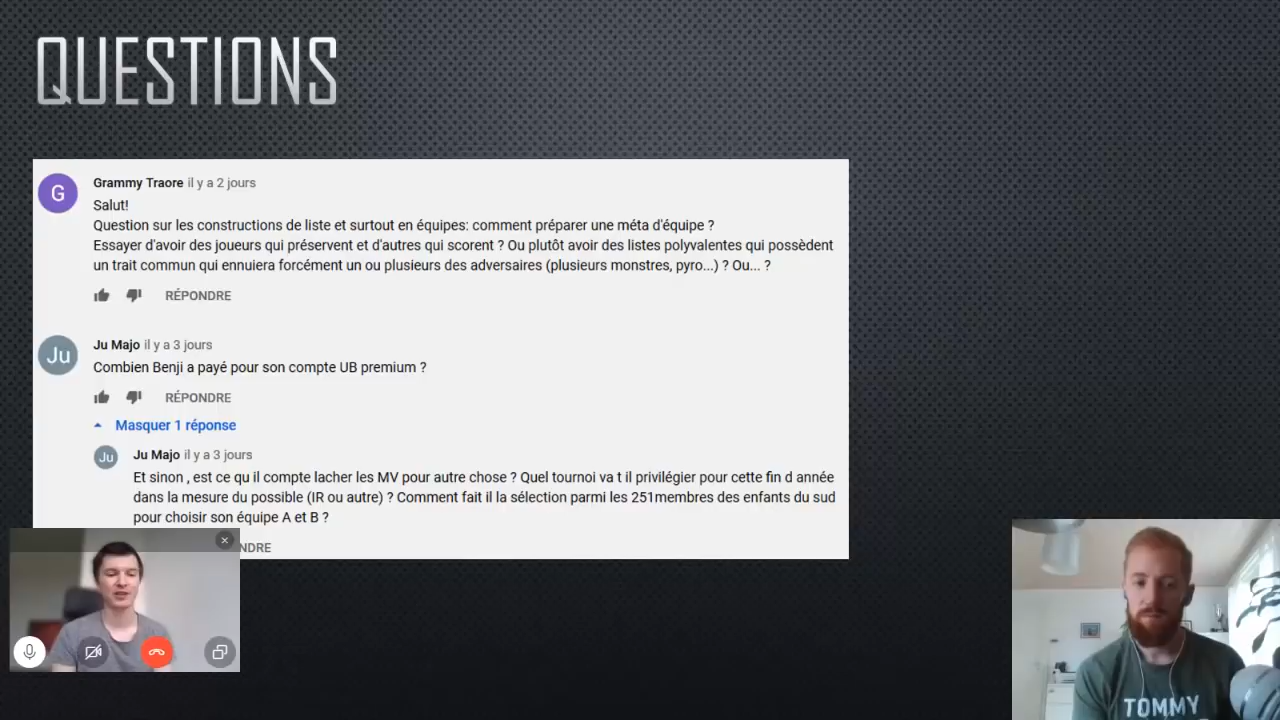 QUESTIONS
G
Grammy Traore il y a 2 jours
Salut!
Question sur les constructions de liste et surtout en équipes: comment préparer une méta d'équipe ?
Essayer d'avoir des joueurs qui préservent et d'autres qui scorent ? Ou plutôt avoir des listes polyvalentes qui possèdent
un trait commun qui ennuiera forcément un ou plusieurs des adversaires (plusieurs monstres, pyro...) ? Ou... ?
RÉPONDRE
Ju
Ju Majo il y a 3 jours
Combien Benji a payé pour son compte UB premium ?
RÉPONDRE
Masquer 1 réponse
Ju
Ju Majo il y a 3 jours
Et sinon , est ce qu il compte lacher les MV pour autre chose ? Quel tournoi va t il privilégier pour cette fin d année
dans la mesure du possible (IR ou autre) ? Comment fait il la sélection parmi les 251membres des enfants du sud
pour choisir son équipe A et B ?
NDRE
TOMMY